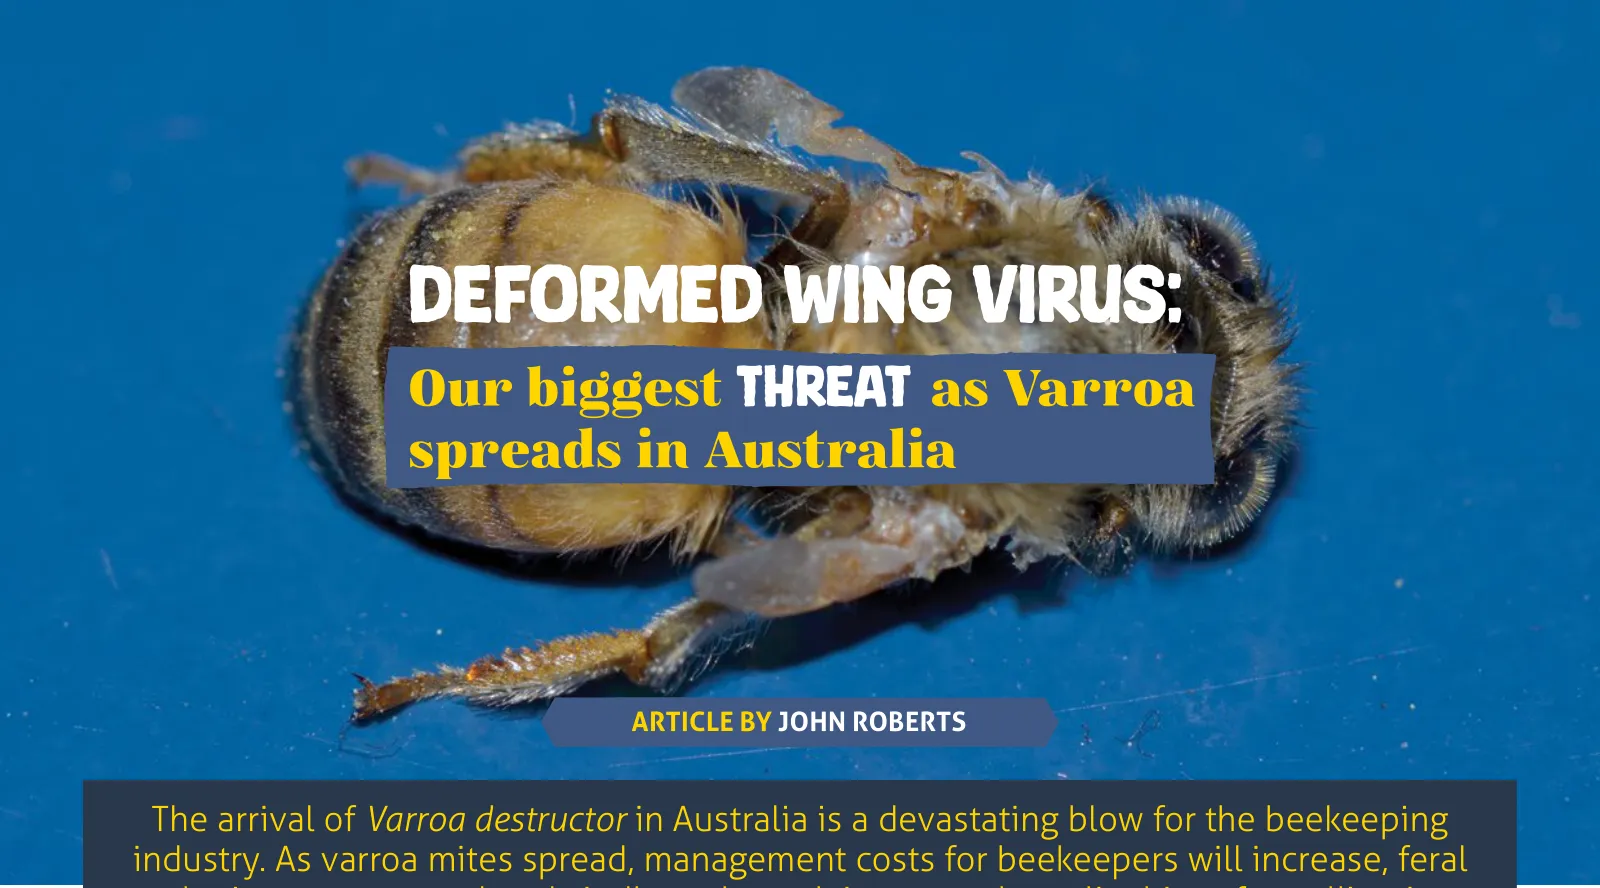 DEFORMED WING VIRUS:
Our biggest THREAT as Varroa
spreads in Australia
ARTICLE BY JOHN ROBERTS
The arrival of Varroa destructor in Australia is a devastating blow for the beekeeping
industry. As varroa mites spread, management costs for beekeepers will increase, feral